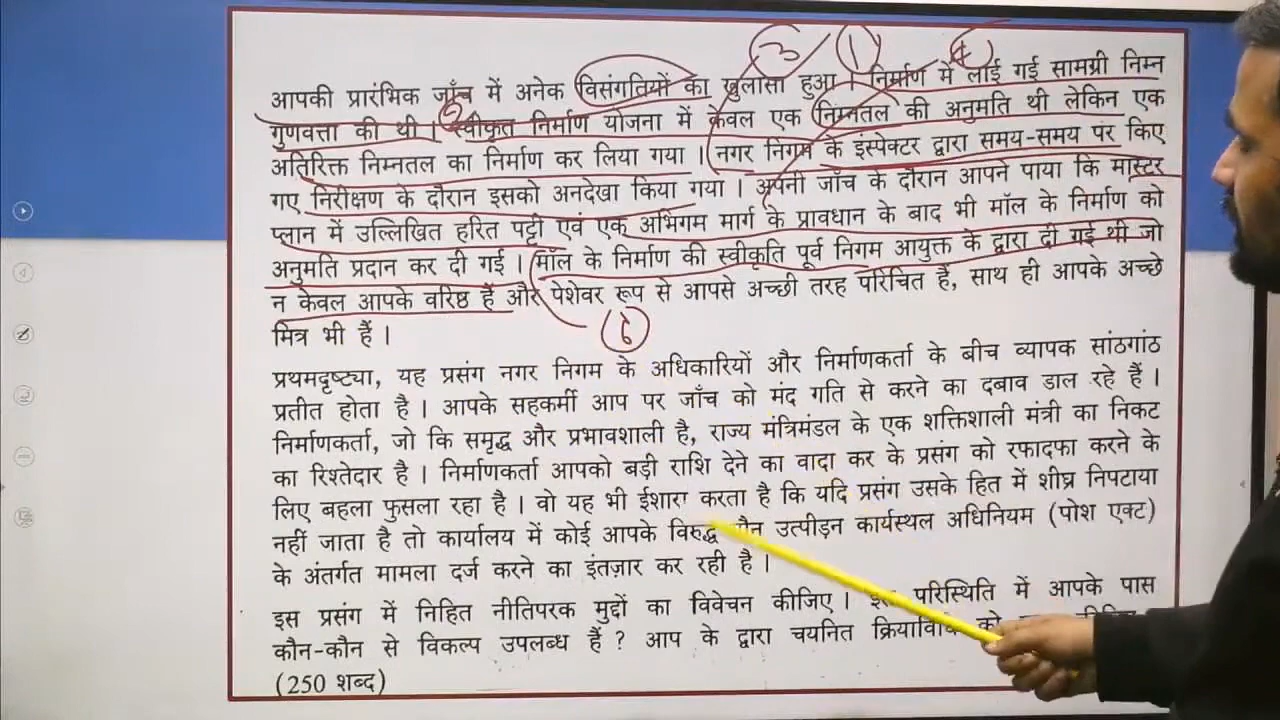 आपकी प्रारंभिक जाँच में अनेक विसंगतियों का खुलासा हुआ । निर्माण में लाई गई सामग्री निम्न
गुणवत्ता की थी । स्वीकृत निर्माण योजना में केवल एक निम्नतल की अनुमति थी लेकिन एक
अतिरिक्त निम्नतल का निर्माण कर लिया गया । नगर निगम के इंस्पेक्टर द्वारा समय-समय पर किए
गए निरीक्षण के दौरान इसको अनदेखा किया गया । अपनी जाँच के दौरान आपने पाया कि मास्टर
प्लान में उल्लिखित हरित पट्टी एवं एक अभिगम मार्ग के प्रावधान के बाद भी मॉल के निर्माण को
अनुमति प्रदान कर दी गई । मॉल के निर्माण की स्वीकृति पूर्व निगम आयुक्त के द्वारा दी गई थी जो
न केवल आपके वरिष्ठ हैं और पेशेवर रूप से आपसे अच्छी तरह परिचित हैं, साथ ही आपके अच्छे
मित्र भी हैं ।
प्रथमदृष्टया, यह प्रसंग नगर निगम के अधिकारियों और निर्माणकर्ता के बीच व्यापक सांठगांठ
प्रतीत होता है । आपके सहकर्मी आप पर जाँच को मंद गति से करने का दबाव डाल रहे हैं ।
निर्माणकर्ता, जो कि समृद्ध और प्रभावशाली है, राज्य मंत्रिमंडल के एक शक्तिशाली मंत्री का निकट
का रिश्तेदार है । निर्माणकर्ता आपको बड़ी राशि देने का वादा कर के प्रसंग को रफादफा करने के
लिए बहला फुसला रहा है । वो यह भी ईशारा करता है कि यदि प्रसंग उसके हित में शीघ्र निपटाया
नहीं जाता है तो कार्यालय में कोई आपके विरुद्ध उत्पीड़न कार्यस्थल अधिनियम (पोश एक्ट)
के अंतर्गत मामला दर्ज करने का इंतज़ार कर रही है ।
इस प्रसंग में निहित नीतिपरक मुद्दों का विवेचन कीजिए । परिस्थिति में आपके पास
कौन-कौन से विकल्प उपलब्ध हैं ? आप के द्वारा चयनित
(250 शब्द)